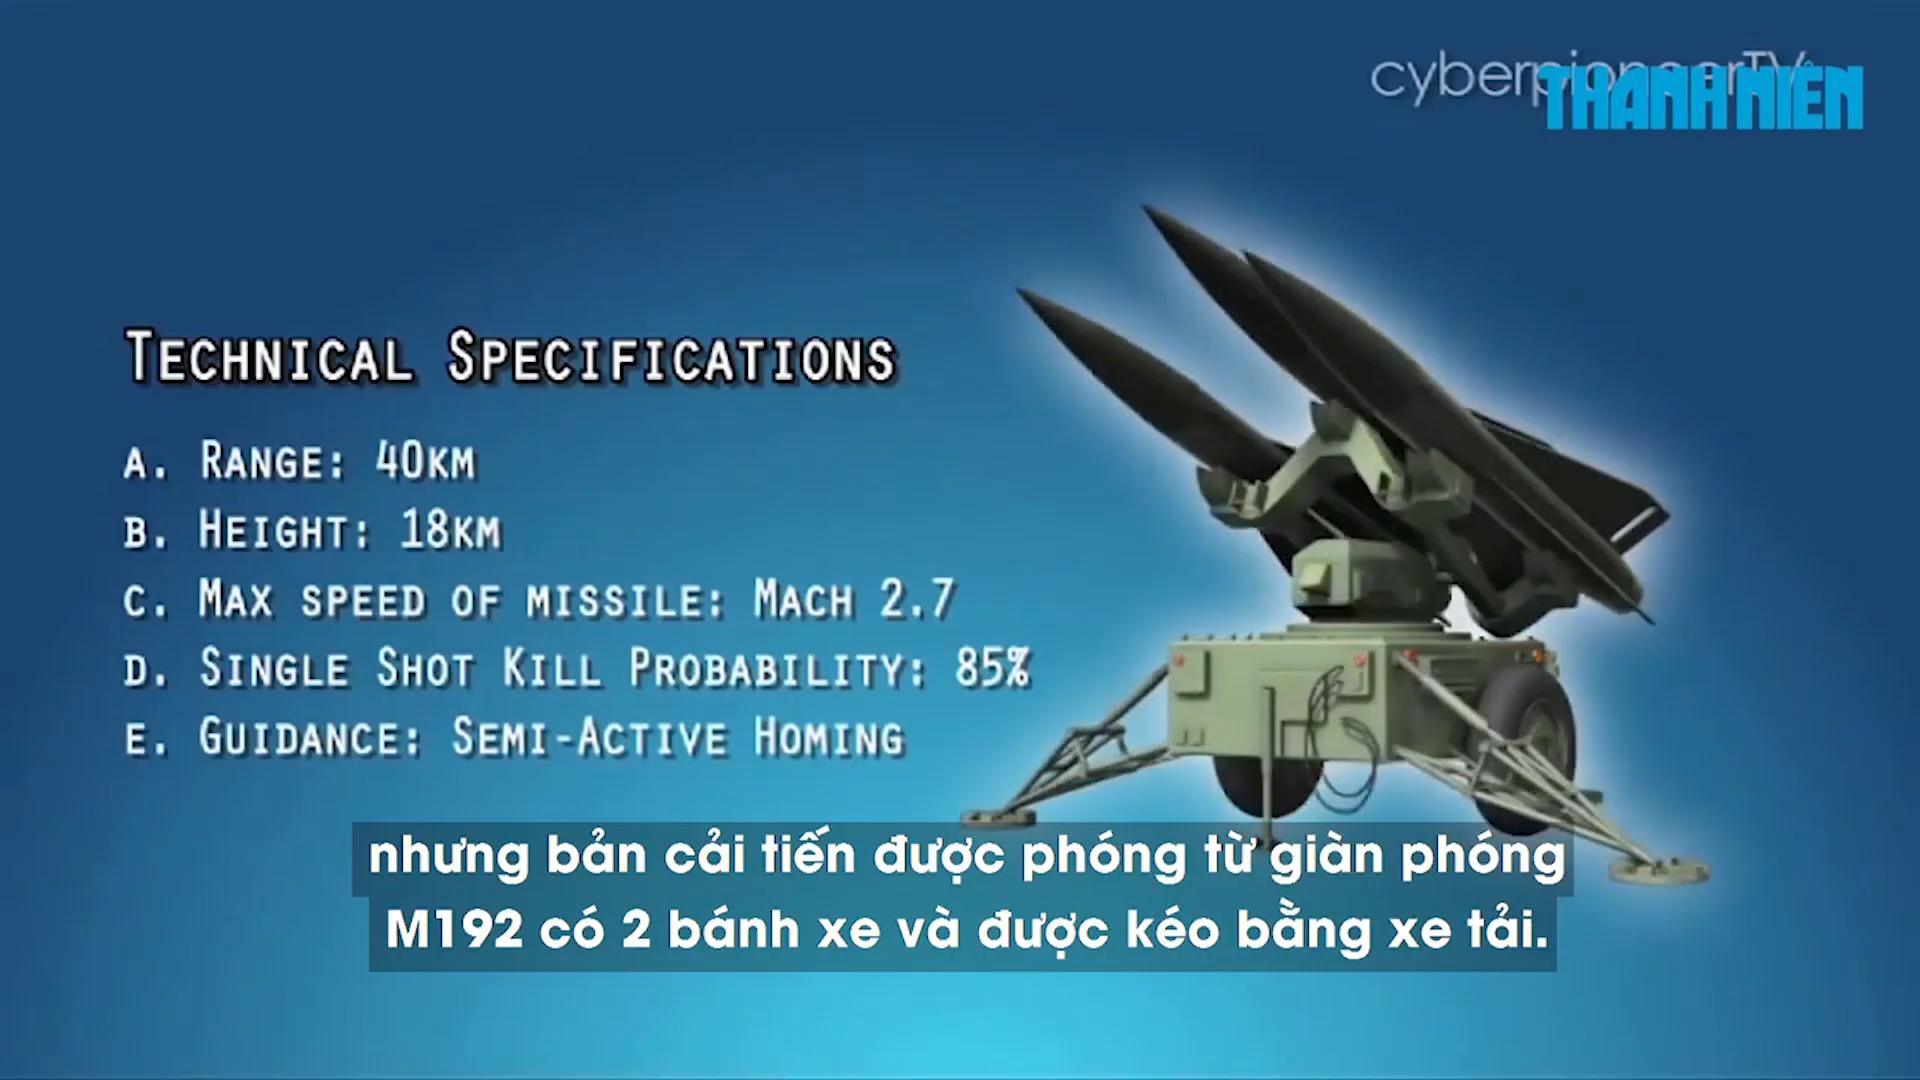 cyberpioneerTV
THANH NIÊN
TECHNICAL SPECIFICATIONS
A. RANGE: 40KM
B. HEIGHT: 18KM
C. MAX SPEED OF MISSILE: MACH 2.7
D. SINGLE SHOT KILL PROBABILITY: 85%
E. GUIDANCE: SEMI-ACTIVE HOMING
nhưng bản cải tiến được phóng từ giàn phóng
M192 có 2 bánh xe và được kéo bằng xe tải.